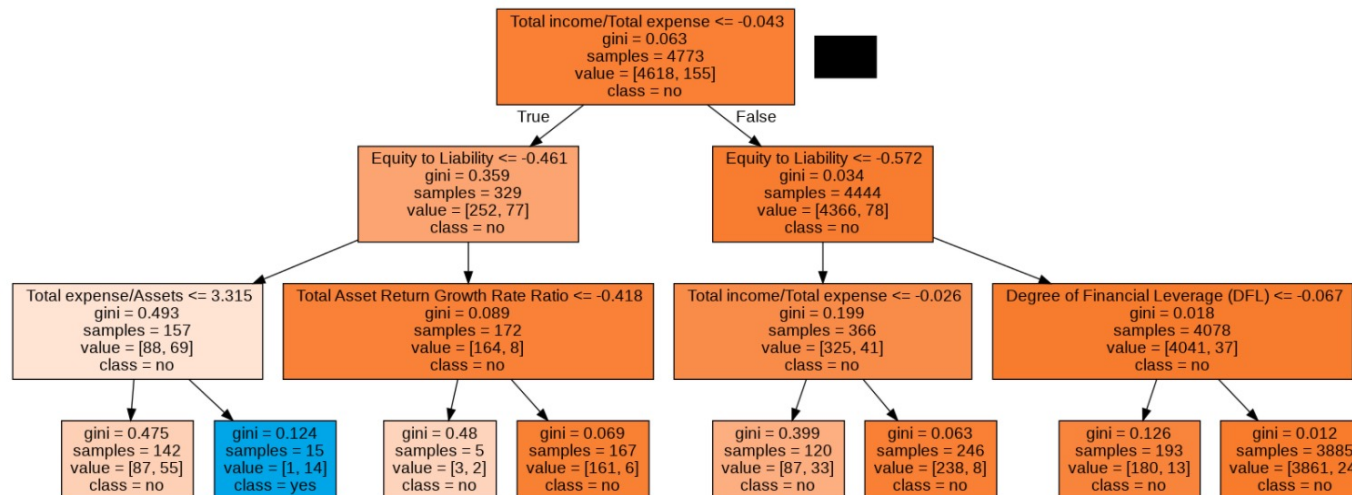 Total income/Total expense <= -0.043
gini = 0.063
samples = 4773
value = [4618, 155]
class = no
True
False
Equity to Liability <= -0.461
gini = 0.359
samples = 329
value = [252, 77]
class = no
Equity to Liability <= -0.572
gini = 0.034
samples = 4444
value = [4366, 78]
class = no
Total expense/Assets <= 3.315
gini = 0.493
samples = 157
value = [88, 69]
class = no
Total Asset Return Growth Rate Ratio <= -0.418
gini = 0.089
samples = 172
value = [164, 8]
class = no
Total income/Total expense <= -0.026
gini = 0.199
samples = 366
value = [325, 41]
class = no
Degree of Financial Leverage (DFL) <= -0.067
gini = 0.018
samples = 4078
value = [4041, 37]
class = no
gini = 0.475
samples = 142
value = [87, 55]
class = no
gini = 0.124
samples = 15
value = [1, 14]
class = yes
gini = 0.48
samples = 5
value = [3, 2]
class = no
gini = 0.069
samples = 167
value = [161, 6]
class = no
gini = 0.399
samples = 120
value = [87, 33]
class = no
gini = 0.063
samples = 246
value = [238, 8]
class = no
gini = 0.126
samples = 193
value = [180, 13]
class = no
gini = 0.012
samples = 3885
value = [3861, 24
class = no